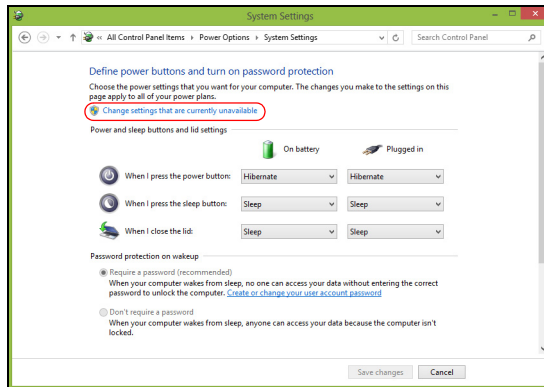 System Settings
« All Control Panel Items › Power Options › System Settings
Search Control Panel
Define power buttons and turn on password protection
Choose the power settings that you want for your computer. The changes you make to the settings on this
page apply to all of your power plans.
Change settings that are currently unavailable
Power and sleep buttons and lid settings
On battery Plugged in
When I press the power button: Hibernate Hibernate
When I press the sleep button: Sleep Sleep
When I close the lid: Sleep Sleep
Password protection on wakeup
Require a password (recommended)
When your computer wakes from sleep, no one can access your data without entering the correct
password to unlock the computer. Create or change your user account password
Don't require a password
When your computer wakes from sleep, anyone can access your data because the computer isn't
locked.
Save changes Cancel